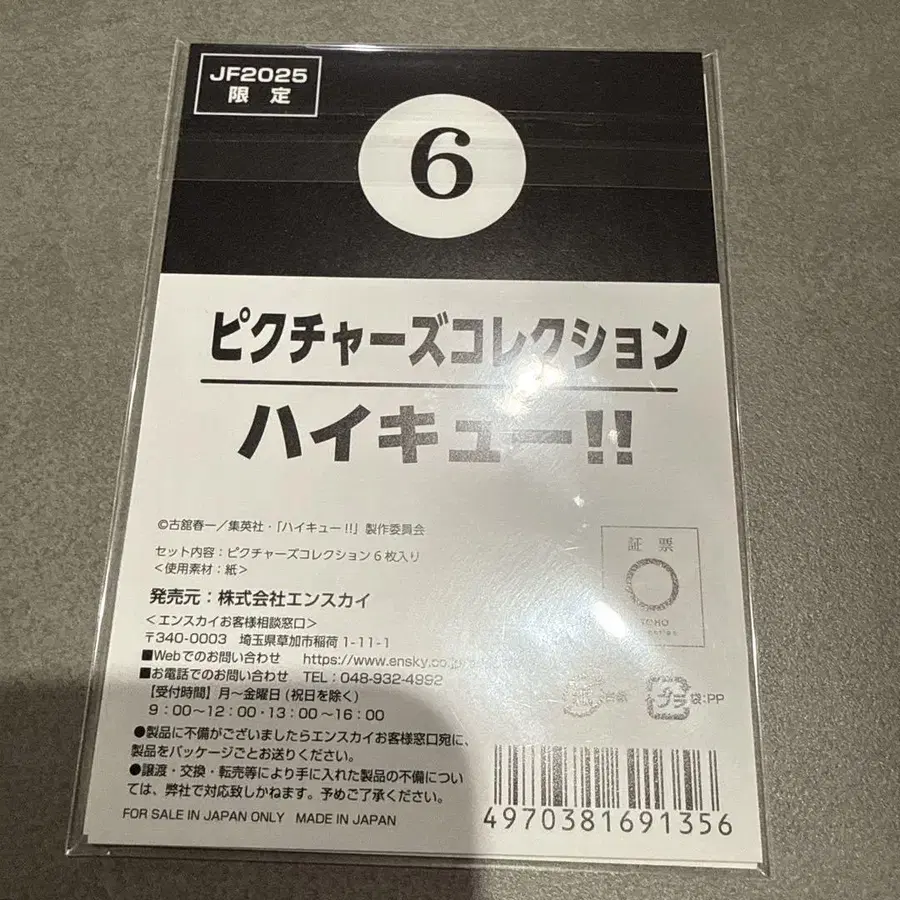 JF2025
限 定
6
ピクチャーズコレクション
ハイキュー!!
©古舘春一／集英社・「ハイキュー!!」製作委員会
セット内容：ピクチャーズコレクション6枚入り
＜使用素材：紙＞
発売元：株式会社エンスカイ
＜エンスカイお客様相談窓口＞
〒340-0003 埼玉県草加市稲荷1-11-1
■Webでのお問い合わせ https://www.ensky.co.jp
■お電話でのお問い合わせ TEL：048-932-4992
【受付時間】月～金曜日(祝日を除く)
9：00～12：00・13：00～16：00
●製品に不備がございましたらエンスカイお客様窓口宛に、
製品をパッケージごとお送りください。
●譲渡・交換・転売等により手に入れた製品の不備につい
ては、弊社で対応致しかねます。予めご了承ください。
FOR SALE IN JAPAN ONLY MADE IN JAPAN
証 票
TOHO
プラ
袋:PP
4970381691356